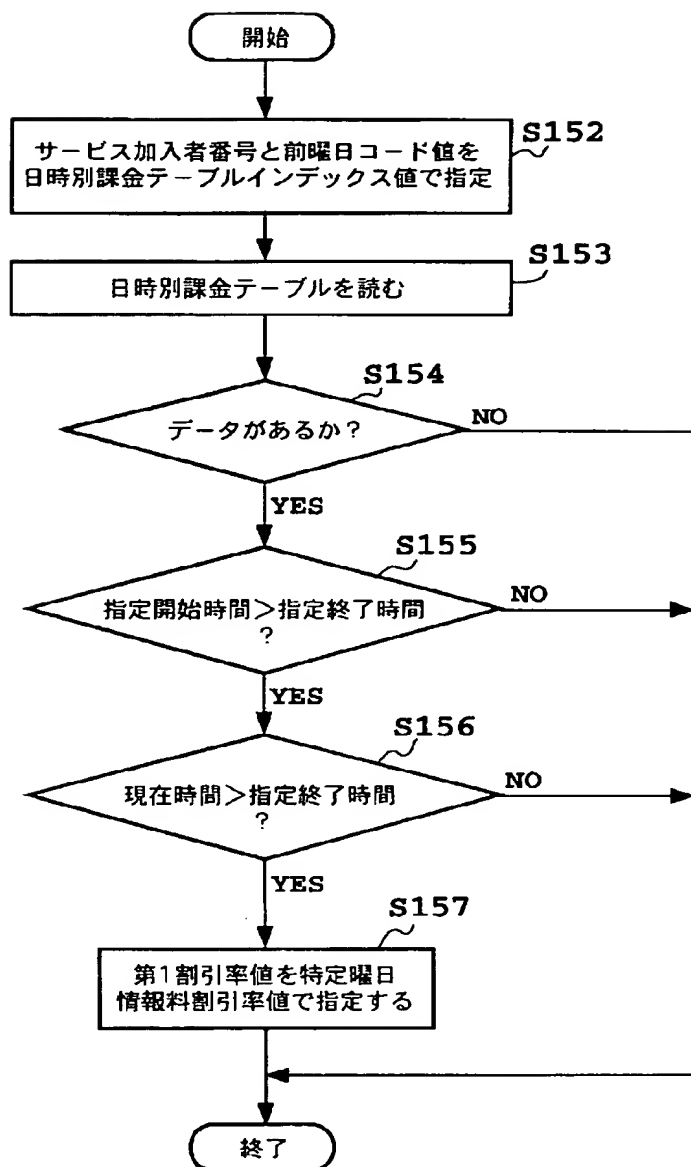 開始
S152
サービス加入者番号と前曜日コード値を
日時別課金テーブルインデックス値で指定
S153
日時別課金テーブルを読む
S154
データがあるか?
NO
YES
S155
指定開始時間>指定終了時間
?
NO
YES
S156
現在時間>指定終了時間
?
NO
YES
S157
第1割引率値を特定曜日
情報料割引率値で指定する
終了